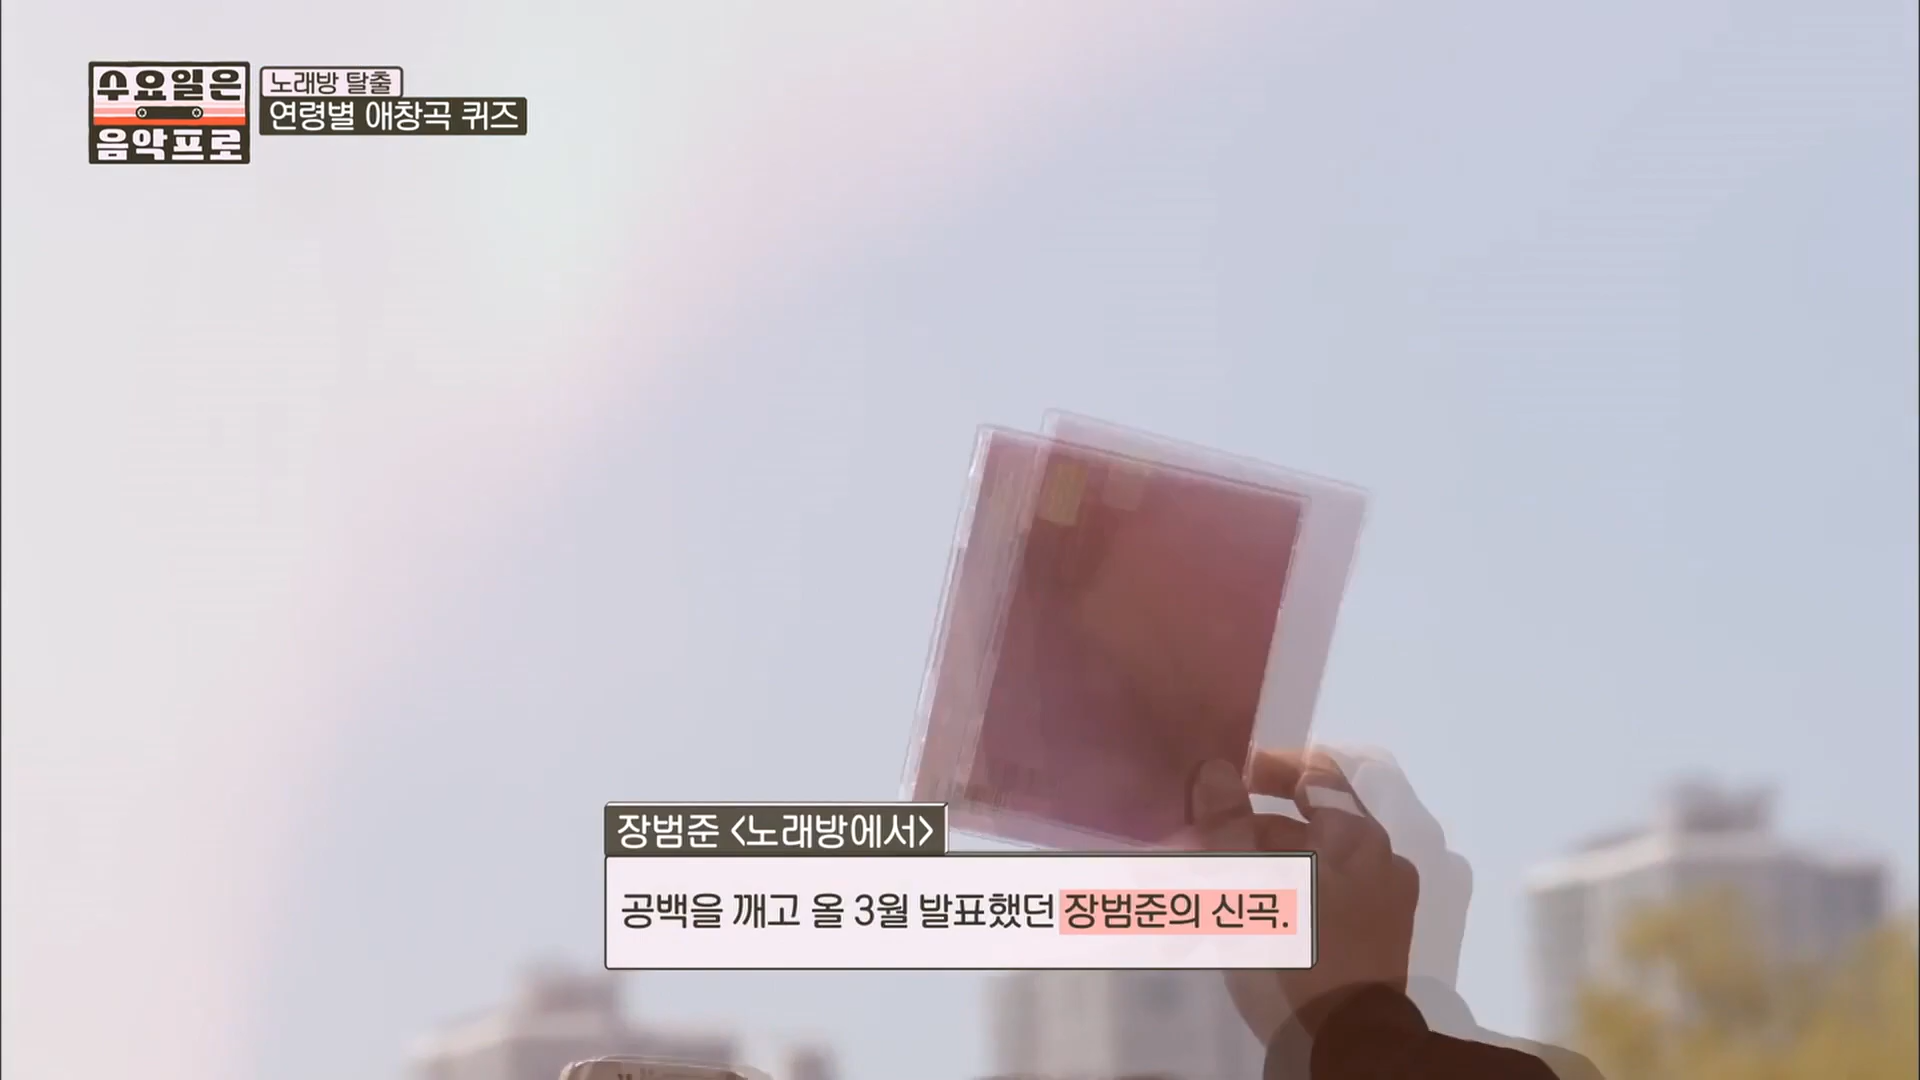 수요일은
음악프로
노래방 탈출
연령별 애창곡 퀴즈
장범준 <노래방에서>
공백을 깨고 올 3월 발표했던 장범준의 신곡.